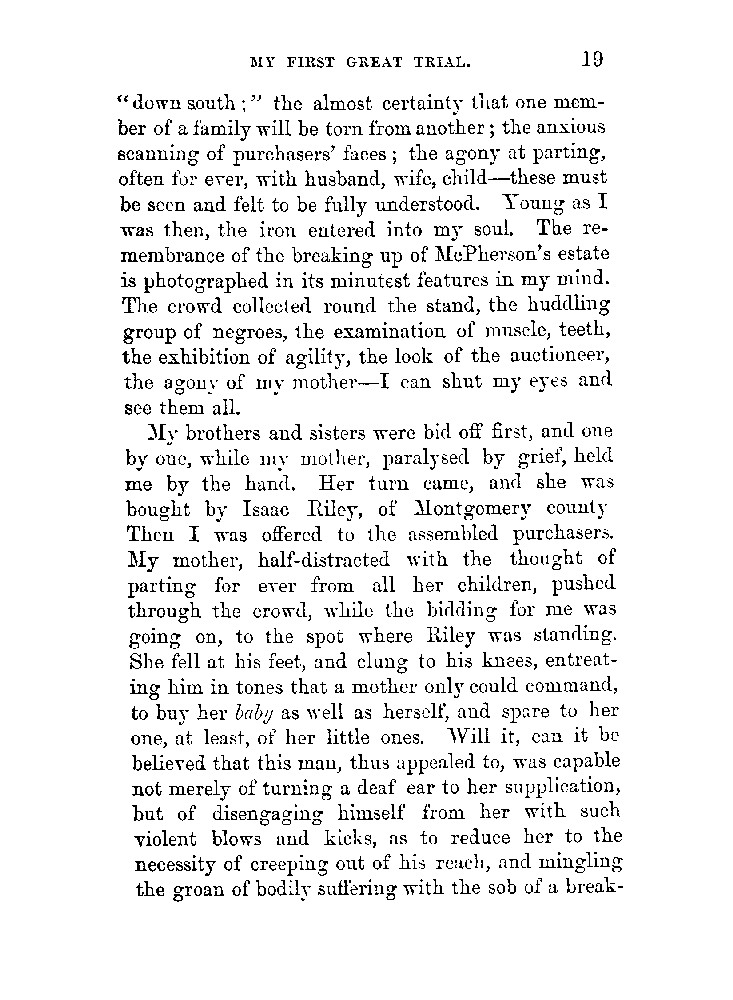 MY FIRST GREAT TRIAL. 19
“down south;” the almost certainty that one mem-
ber of a family will be torn from another; the anxious
scanning of purchasers’ faces; the agony at parting,
often for ever, with husband, wife, child—these must
be seen and felt to be fully understood. Young as I
was then, the iron entered into my soul. The re-
membrance of the breaking up of McPherson’s estate
is photographed in its minutest features in my mind.
The crowd collected round the stand, the huddling
group of negroes, the examination of muscle, teeth,
the exhibition of agility, the look of the auctioneer,
the agony of my mother—I can shut my eyes and
see them all.
My brothers and sisters were bid off first, and one
by one, while my mother, paralysed by grief, held
me by the hand. Her turn came, and she was
bought by Isaac Riley, of Montgomery county
Then I was offered to the assembled purchasers.
My mother, half-distracted with the thought of
parting for ever from all her children, pushed
through the crowd, while the bidding for me was
going on, to the spot where Riley was standing.
She fell at his feet, and clung to his knees, entreat-
ing him in tones that a mother only could command,
to buy her baby as well as herself, and spare to her
one, at least, of her little ones. Will it, can it be
believed that this man, thus appealed to, was capable
not merely of turning a deaf ear to her supplication,
but of disengaging himself from her with such
violent blows and kicks, as to reduce her to the
necessity of creeping out of his reach, and mingling
the groan of bodily suffering with the sob of a break-